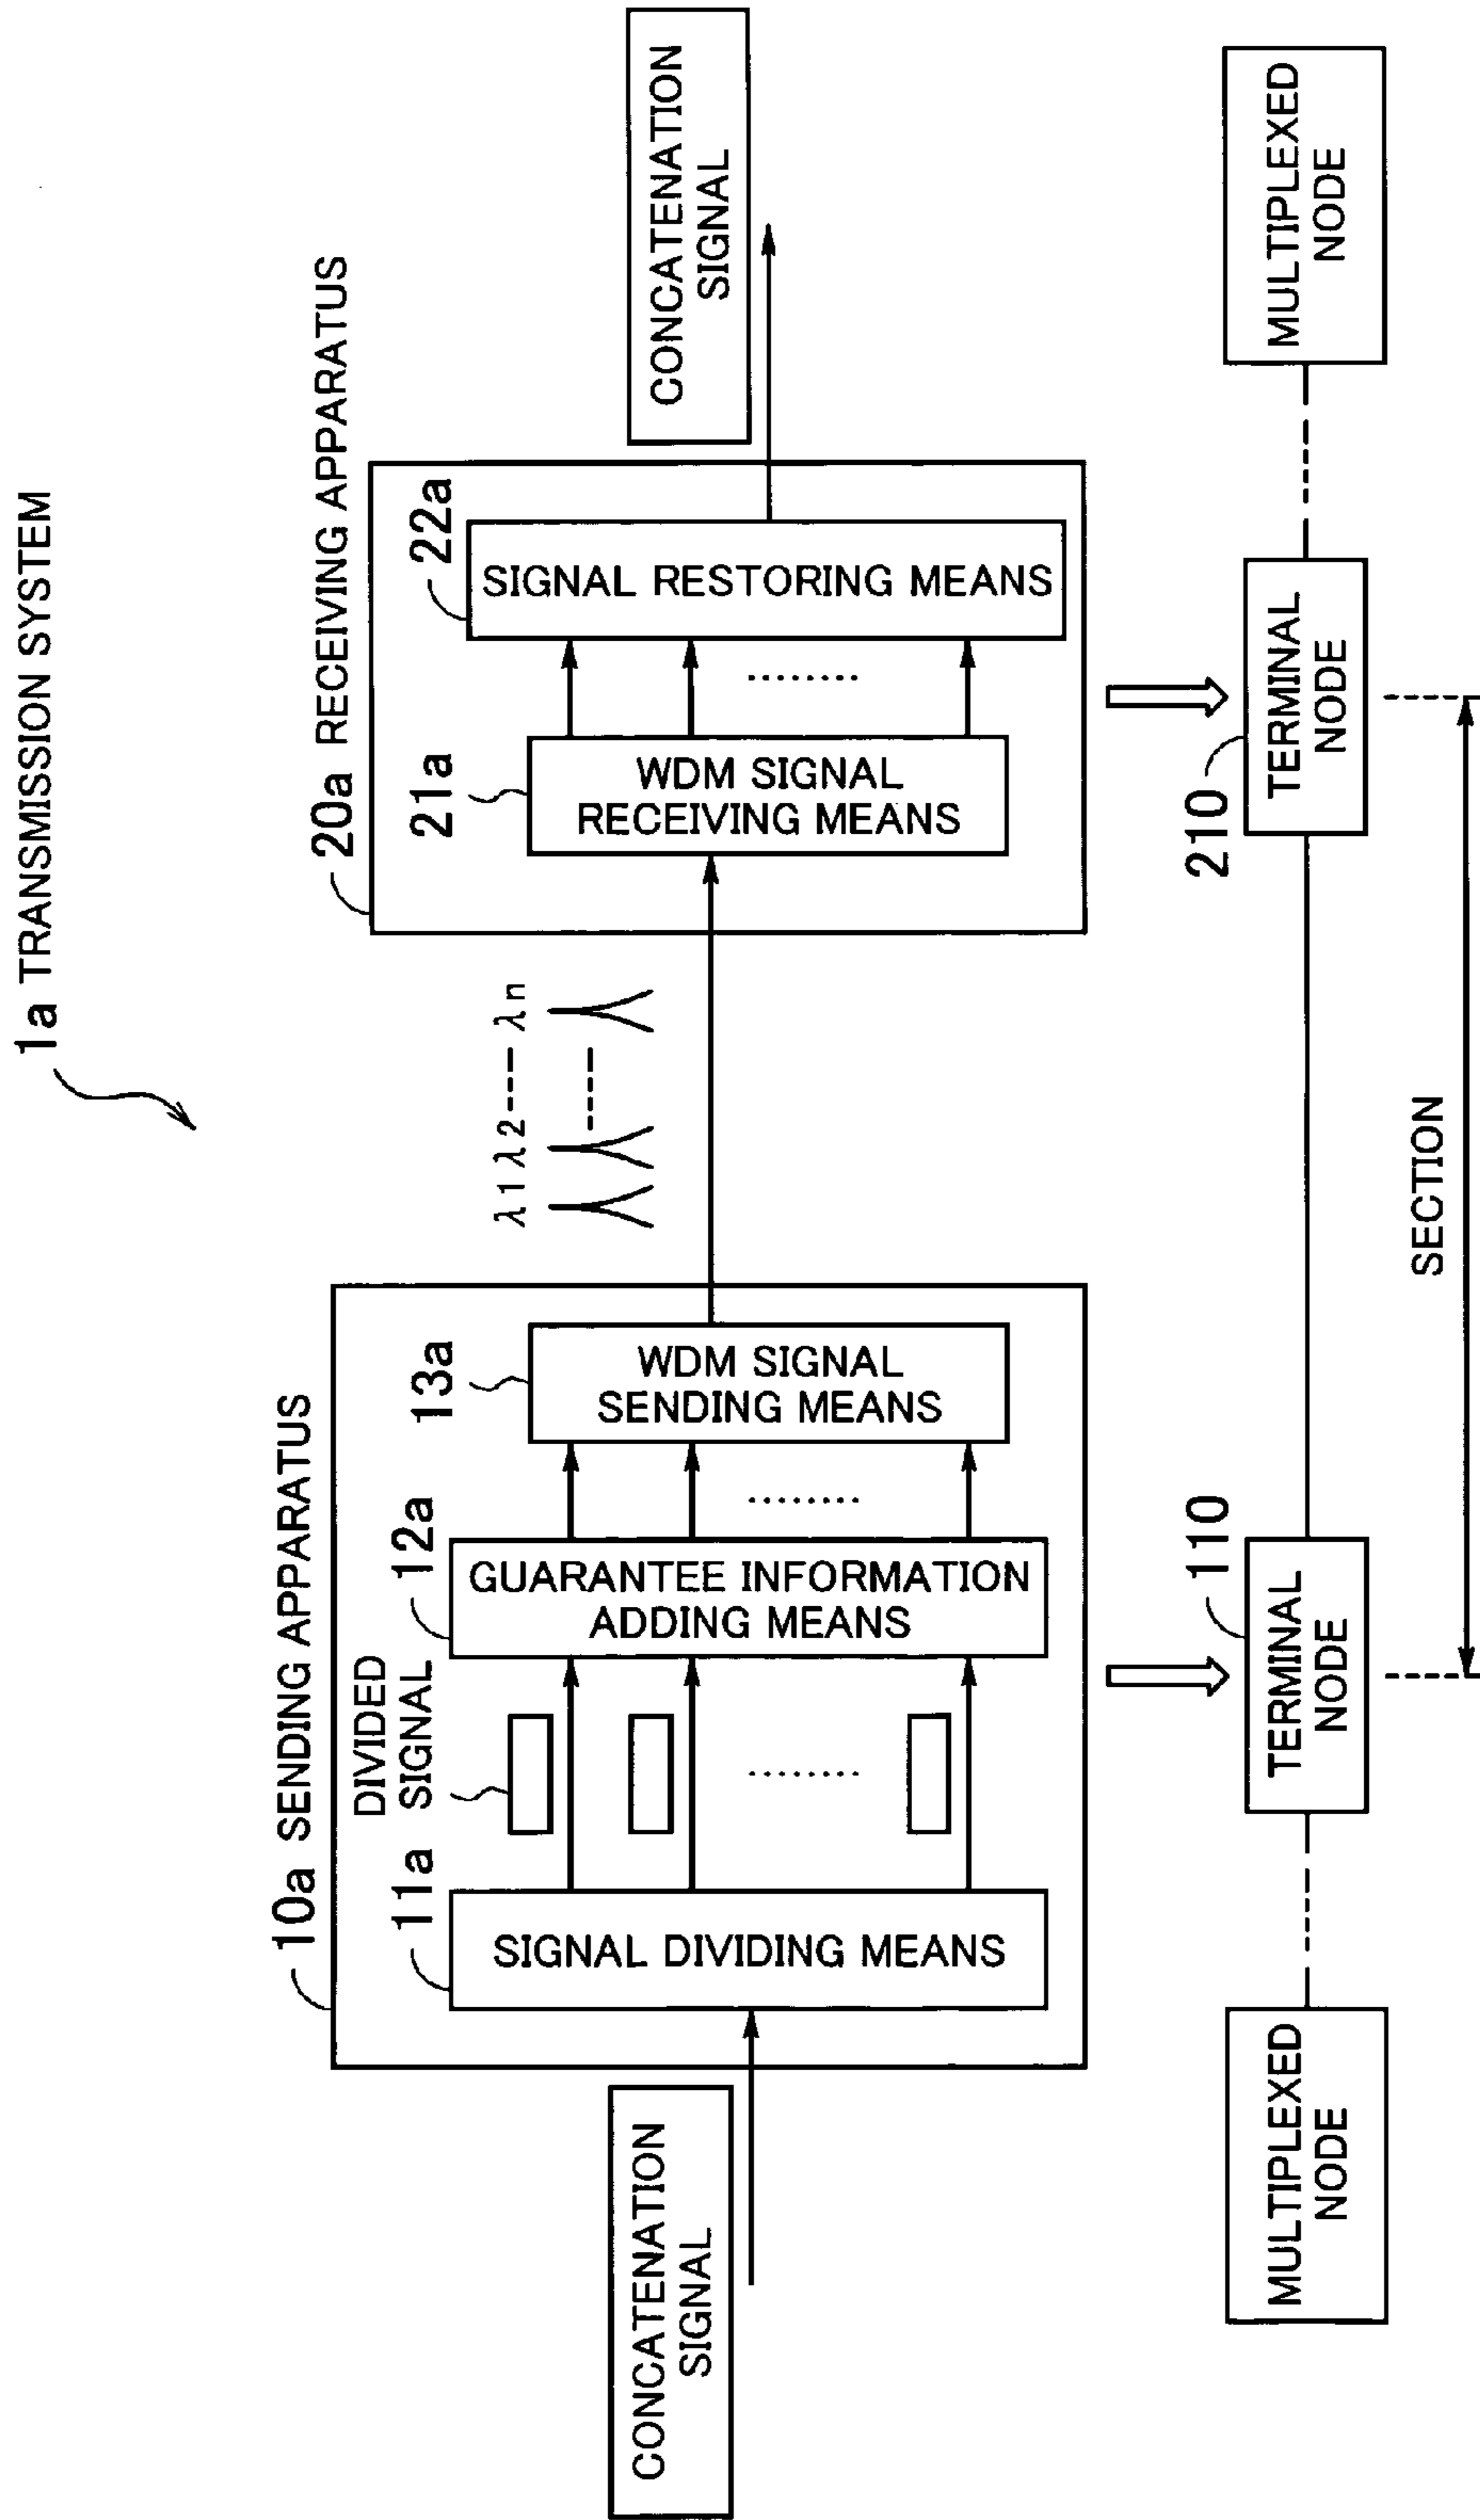 1a TRANSMISSION SYSTEM
10a SENDING APPARATUS
20a RECEIVING APPARATUS
CONCATENATION
SIGNAL
11a
SIGNAL DIVIDING MEANS
DIVIDED
SIGNAL
12a
GUARANTEE INFORMATION
ADDING MEANS
13a
WDM SIGNAL
SENDING MEANS
λ1 λ2 λn
21a
WDM SIGNAL
RECEIVING MEANS
22a
SIGNAL RESTORING MEANS
CONCATENATION
SIGNAL
MULTIPLEXED
NODE
110
TERMINAL
NODE
210
TERMINAL
NODE
MULTIPLEXED
NODE
SECTION